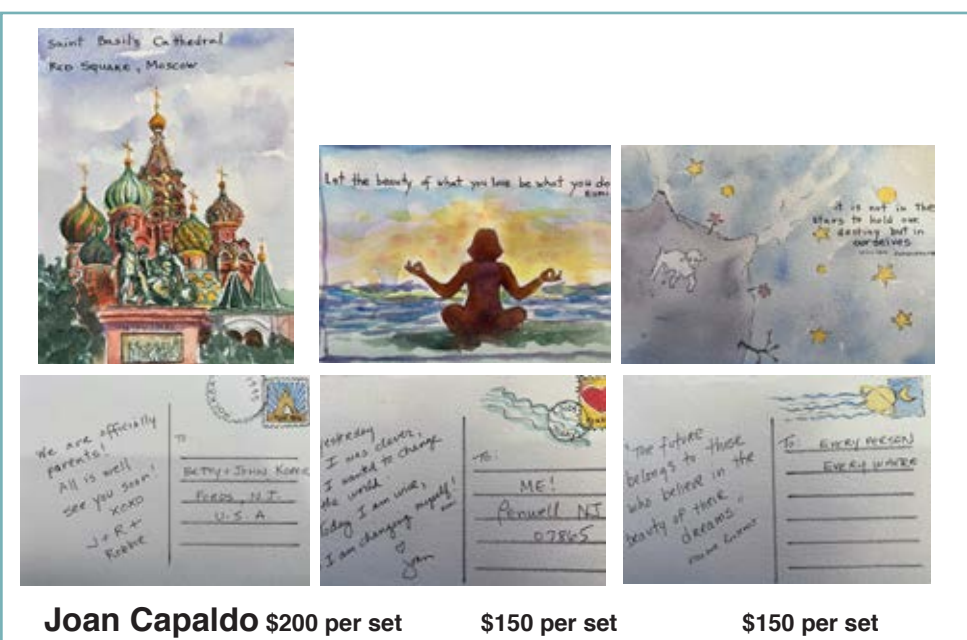 Saint Basil's Cathedral
Red Square, Moscow
Let the beauty of what you love be what you do
RUMI
it is not in the
stars to hold our
destiny but in
ourselves
We are officially
parents!
All is well
see you soon!
xoxo
J + R +
Robbie
TO
BETTY + JOHN
FORDS, N.J.
U.S.A
Yesterday
I was clever,
I wanted to change
the world
Today I am wise,
I am changing myself!
Joan
To:
ME!
Penwell NJ
07865
"The future
belongs to those
who believe in the
beauty of there
dreams
To: EVERY PERSON
EVERY WHERE
Joan Capaldo $200 per set $150 per set $150 per set